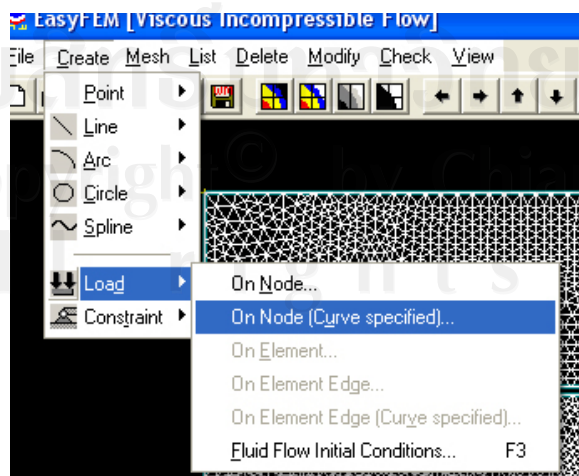 EasyFEM [Viscous Incompressible Flow]
File Create Mesh List Delete Modify Check View
Point
Line
Arc
Circle
Spline
Load
Constraint
On Node...
On Node (Curve specified)...
On Element...
On Element Edge...
On Element Edge (Curve specified)...
Fluid Flow Initial Conditions... F3